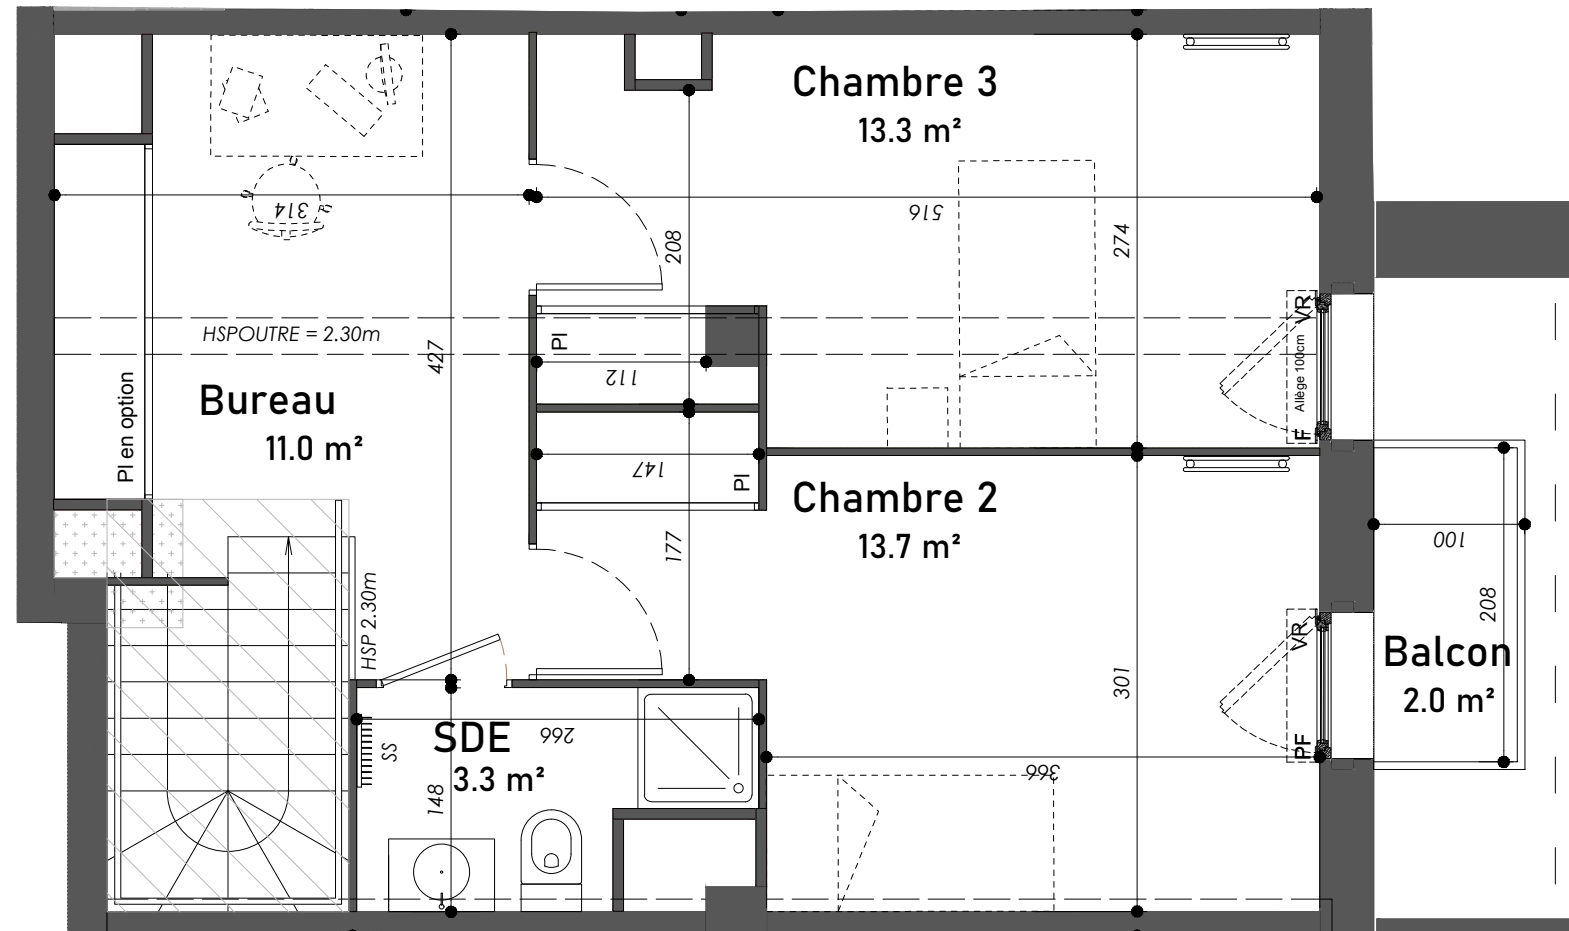 Chambre 3
13.3 m²
314
516
208
274
HSPOUTRE = 2.30m
427
PI
112
VR
Allège 100cm
F
PI en option
Bureau
11.0 m²
147
PI
Chambre 2
13.7 m²
177
100
208
HSP 2.30m
VR
Balcon
2.0 m²
301
SDE
3.3 m²
266
SS
148
366
PF